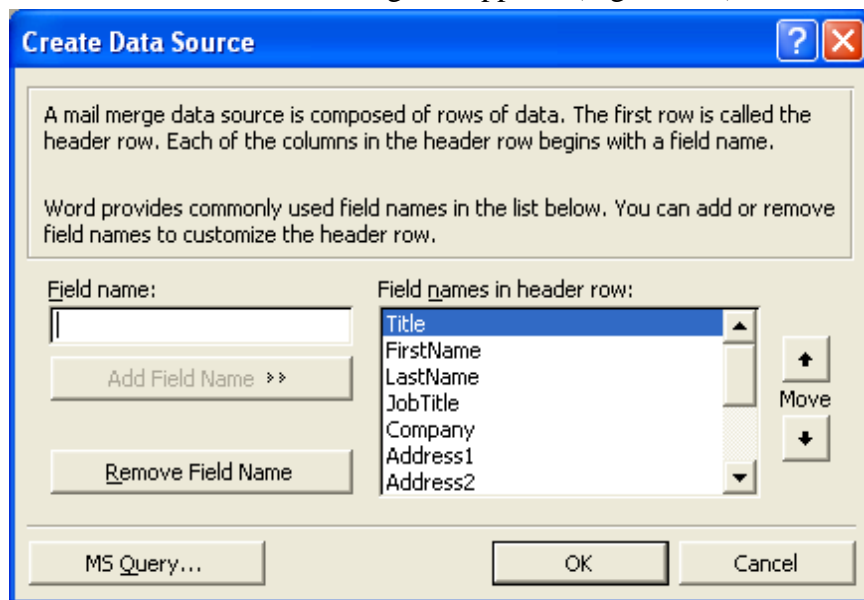 Create Data Source
A mail merge data source is composed of rows of data. The first row is called the
header row. Each of the columns in the header row begins with a field name.
Word provides commonly used field names in the list below. You can add or remove
field names to customize the header row.
Field name:
Field names in header row:
Title
FirstName
LastName
JobTitle
Company
Address1
Address2
Add Field Name >>
Remove Field Name
Move
MS Query...
OK
Cancel